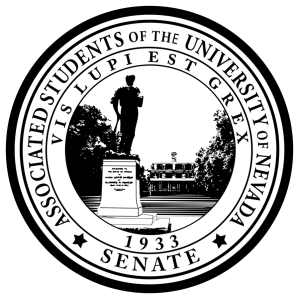 ASSOCIATED STUDENTS OF THE UNIVERSITY OF NEVADA
VIS LUPI EST GREX
1933
SENATE